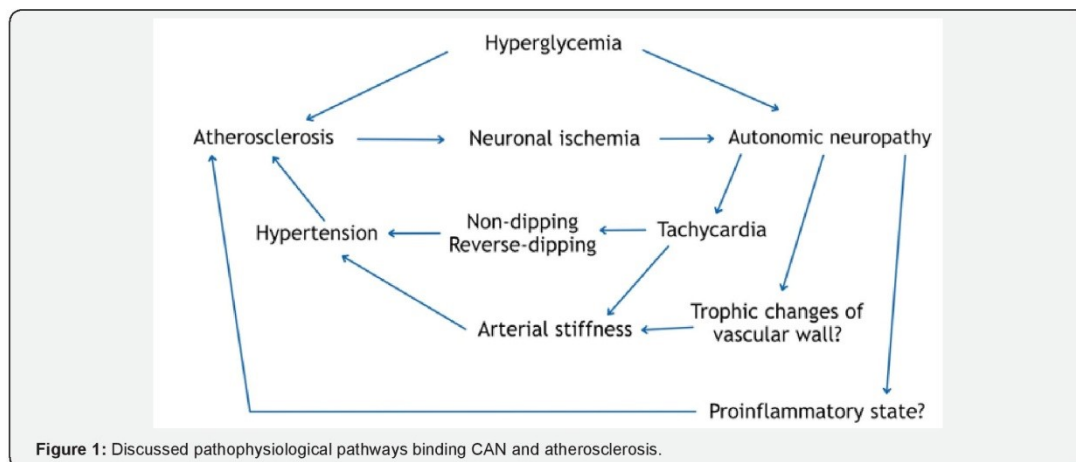 Hyperglycemia
Atherosclerosis
Neuronal ischemia
Autonomic neuropathy
Hypertension
Non-dipping
Reverse-dipping
Tachycardia
Arterial stiffness
Trophic changes of
vascular wall?
Proinflammatory state?
Figure 1: Discussed pathophysiological pathways binding CAN and atherosclerosis.